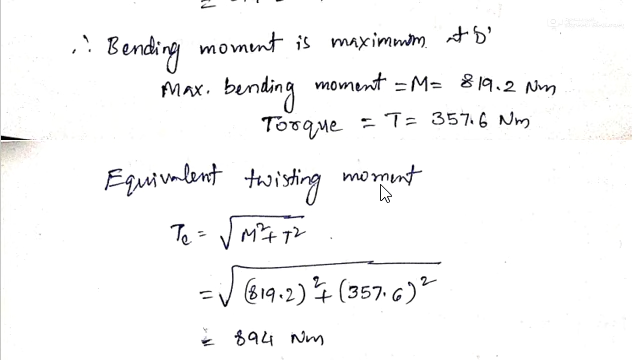 ∴ Bending moment is maximum at D'
Max. bending moment = M = 819.2 Nm
Torque = T = 357.6 Nm
Equivalent twisting moment
Te = √M²+T²
= √(819.2)²+(357.6)²
= 894 Nm